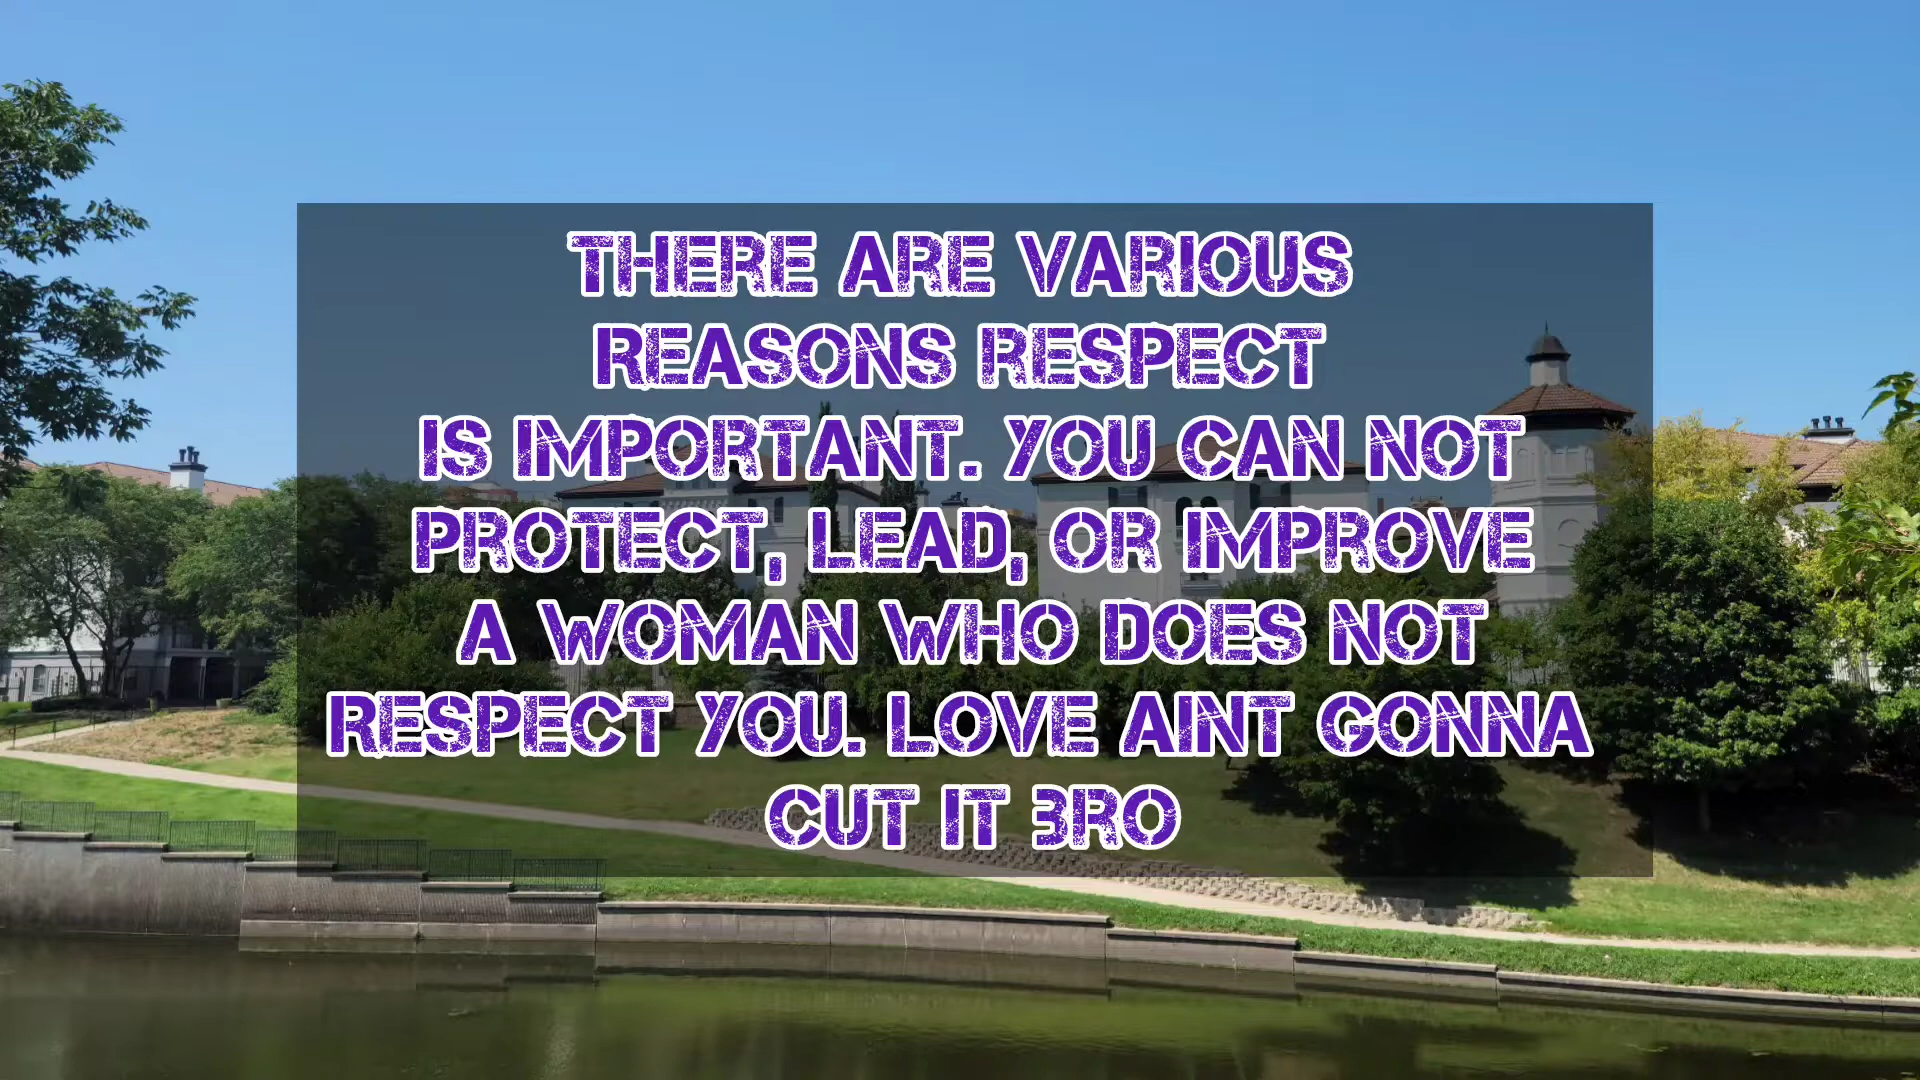 THERE ARE VARIOUS
REASONS RESPECT
IS IMPORTANT. YOU CAN NOT
PROTECT, LEAD, OR IMPROVE
A WOMAN WHO DOES NOT
RESPECT YOU. LOVE AINT GONNA
CUT IT 3RO